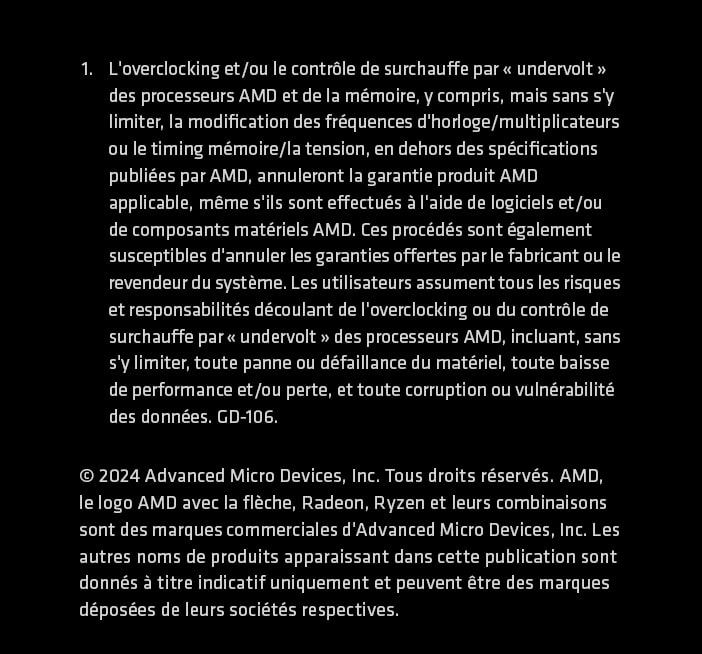 1. L'overclocking et/ou le contrôle de surchauffe par « undervolt »
des processeurs AMD et de la mémoire, y compris, mais sans s'y
limiter, la modification des fréquences d'horloge/multiplicateurs
ou le timing mémoire/la tension, en dehors des spécifications
publiées par AMD, annuleront la garantie produit AMD
applicable, même s'ils sont effectués à l'aide de logiciels et/ou
de composants matériels AMD. Ces procédés sont également
susceptibles d'annuler les garanties offertes par le fabricant ou le
revendeur du système. Les utilisateurs assument tous les risques
et responsabilités découlant de l'overclocking ou du contrôle de
surchauffe par « undervolt » des processeurs AMD, incluant, sans
s'y limiter, toute panne ou défaillance du matériel, toute baisse
de performance et/ou perte, et toute corruption ou vulnérabilité
des données. GD-106.
© 2024 Advanced Micro Devices, Inc. Tous droits réservés. AMD,
le logo AMD avec la flèche, Radeon, Ryzen et leurs combinaisons
sont des marques commerciales d'Advanced Micro Devices, Inc. Les
autres noms de produits apparaissant dans cette publication sont
donnés à titre indicatif uniquement et peuvent être des marques
déposées de leurs sociétés respectives.